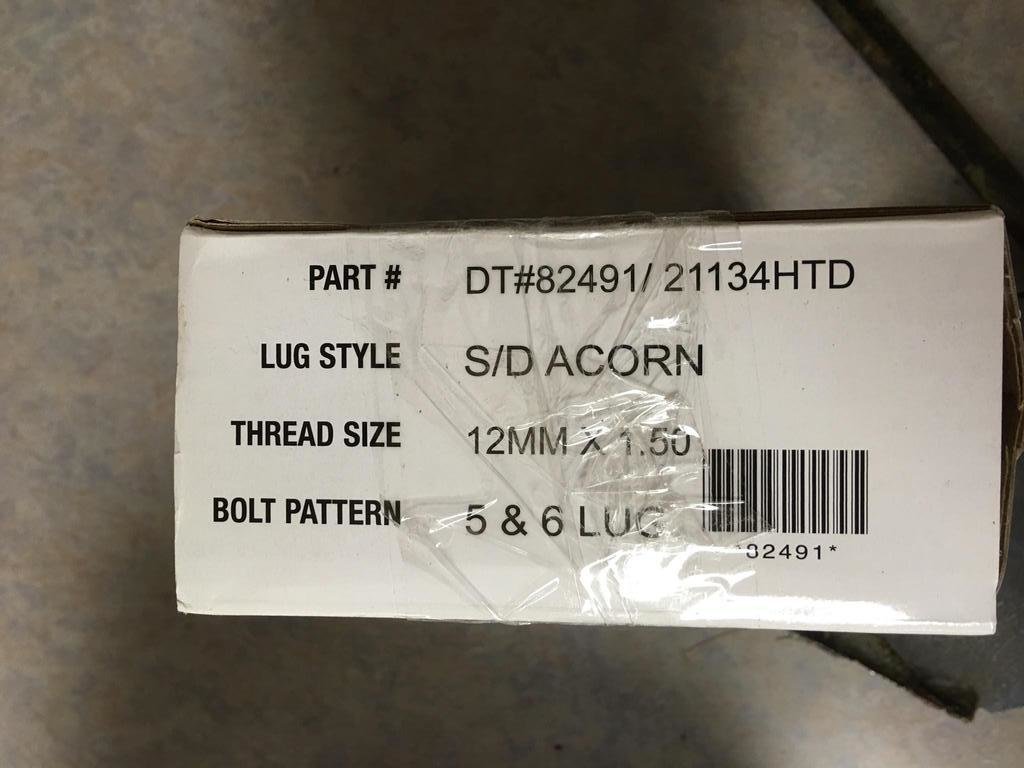 PART # DT#82491/ 21134HTD
LUG STYLE S/D ACORN
THREAD SIZE 12MM X 1.50
BOLT PATTERN 5 & 6 LUG
*82491*